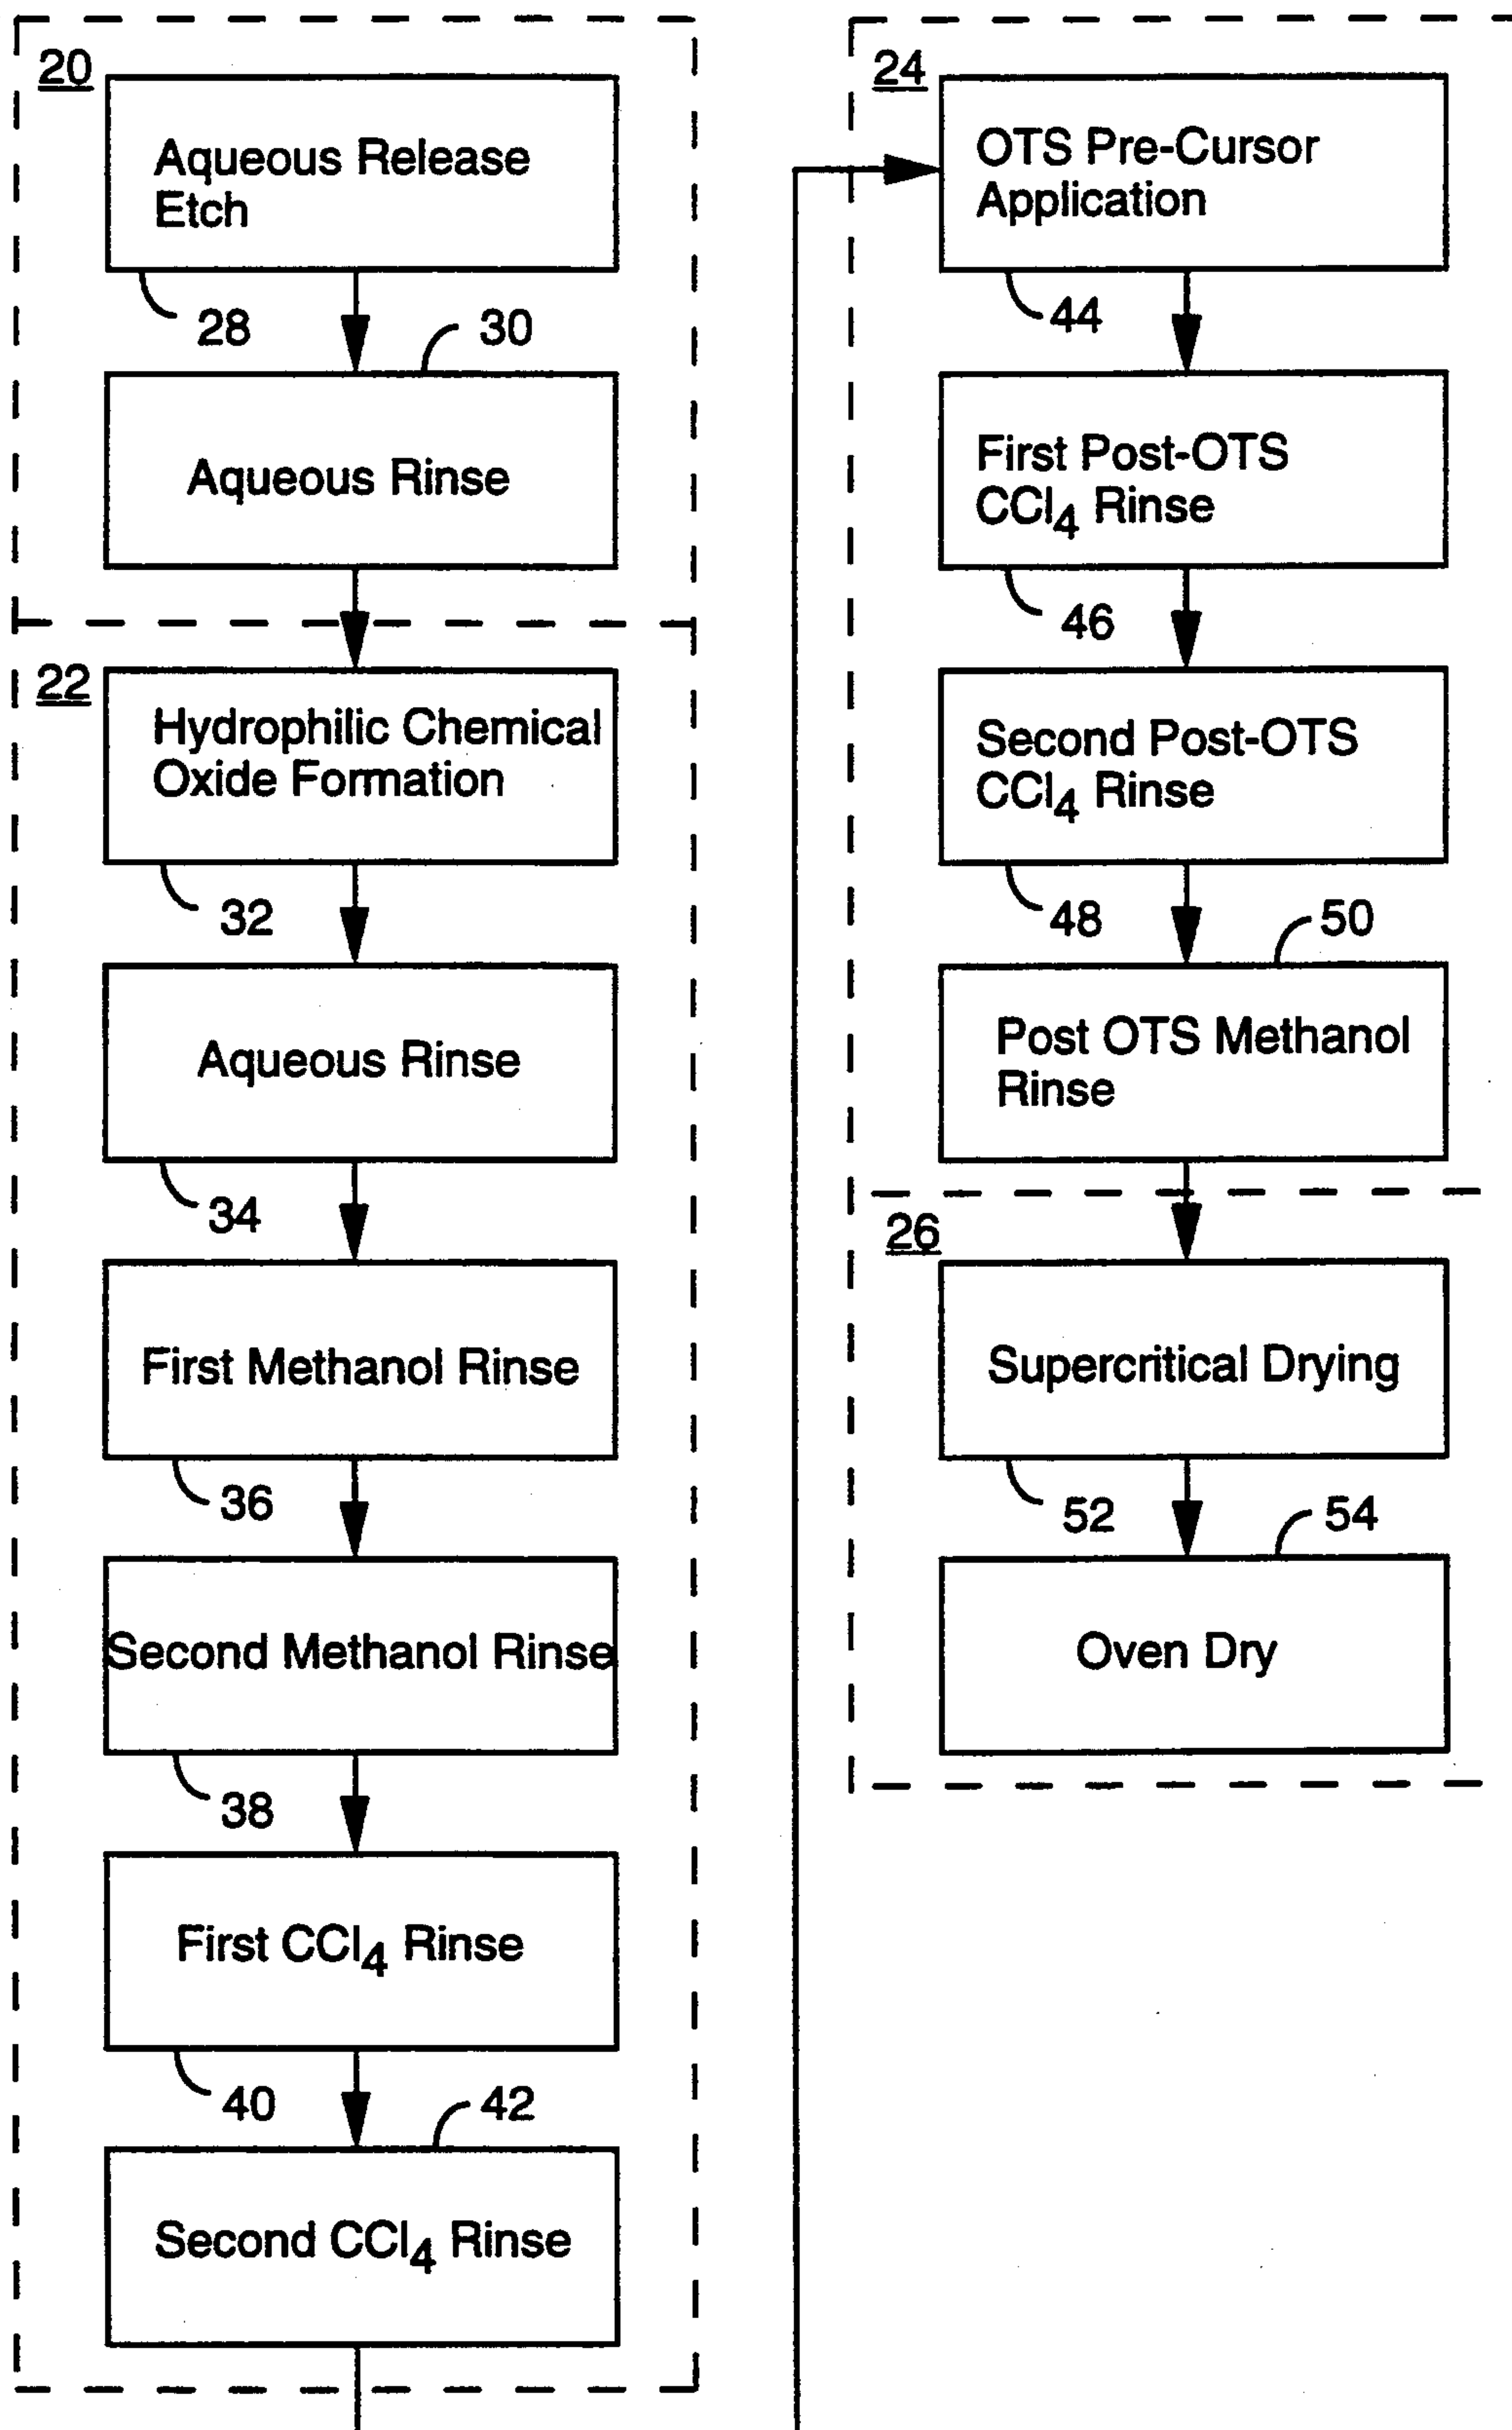 20
Aqueous Release
Etch
28
30
Aqueous Rinse
22
Hydrophilic Chemical
Oxide Formation
32
Aqueous Rinse
34
First Methanol Rinse
36
Second Methanol Rinse
38
First CCl4 Rinse
40
42
Second CCl4 Rinse
24
OTS Pre-Cursor
Application
44
First Post-OTS
CCl4 Rinse
46
Second Post-OTS
CCl4 Rinse
48
50
Post OTS Methanol
Rinse
26
Supercritical Drying
52
54
Oven Dry